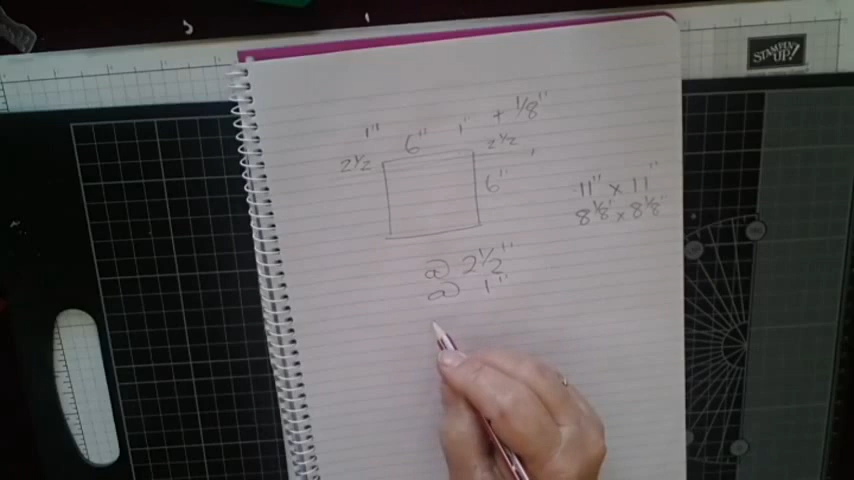 STAMPIN' UP!
+ 1/8"
1" 6" 1"
2 1/2 2 1/2
6"
11" x 11"
8 1/8" x 8 1/8"
@ 2 1/2"
@ 1"